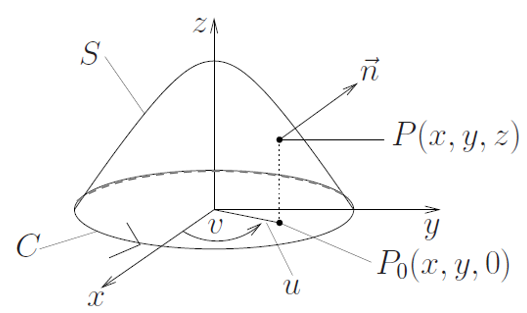 z
S
n⃗
P(x, y, z)
v
y
C
P₀(x, y, 0)
u
x